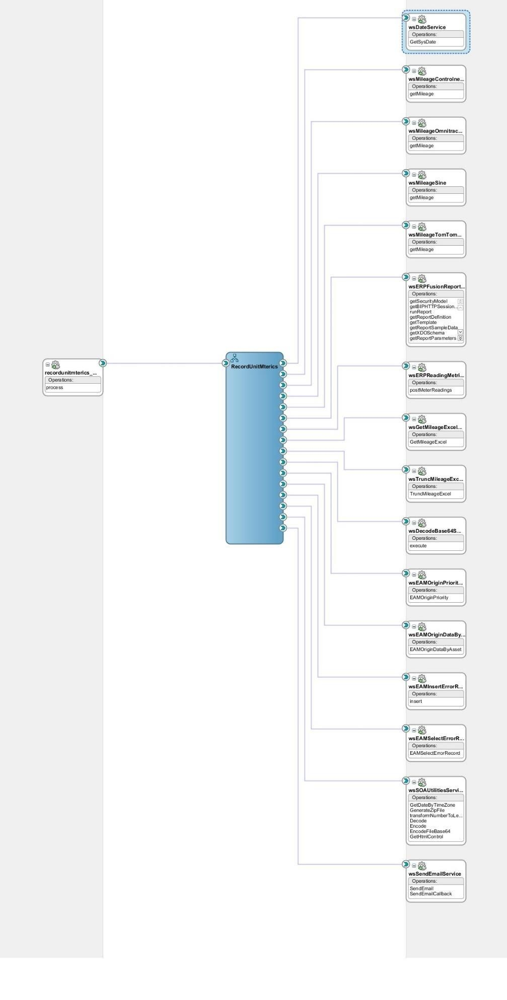 wsDateService
Operations:
GetSysDate
wsMileageControlne...
Operations:
getMileage
wsMileageOmnitrac...
Operations:
getMileage
wsMileageSine
Operations:
getMileage
wsMileageTomTom...
Operations:
getMileage
wsERPFusionReport...
Operations:
getSecurityModel
getBIPHTTPSession...
runReport
getReportDefinition
getTemplate
getReportSampleData
getXDOSchema
getReportParameters
recordunitmterics_...
Operations:
process
RecordUnitMterics
wsERPReadingMetri...
Operations:
postMeterReadings
wsGetMileageExcel...
Operations:
GetMileageExcel
wsTruncMileageExc...
Operations:
TruncMileageExcel
wsDecodeBase64S...
Operations:
execute
wsEAMOriginPriorit...
Operations:
EAMOriginPriority
wsEAMOriginDataBy...
Operations:
EAMOriginDataByAsset
wsEAMInsertErrorR...
Operations:
insert
wsEAMSelectErrorR...
Operations:
EAMSelectErrorRecord
wsSOAUtilitiesServi...
Operations:
GetDateByTimeZone
GenerateZipFile
transformNumberToLe...
Decode
Encode
EncodeFileBase64
GetHtmlControl
wsSendEmailService
Operations:
SendEmail
SendEmailCallback